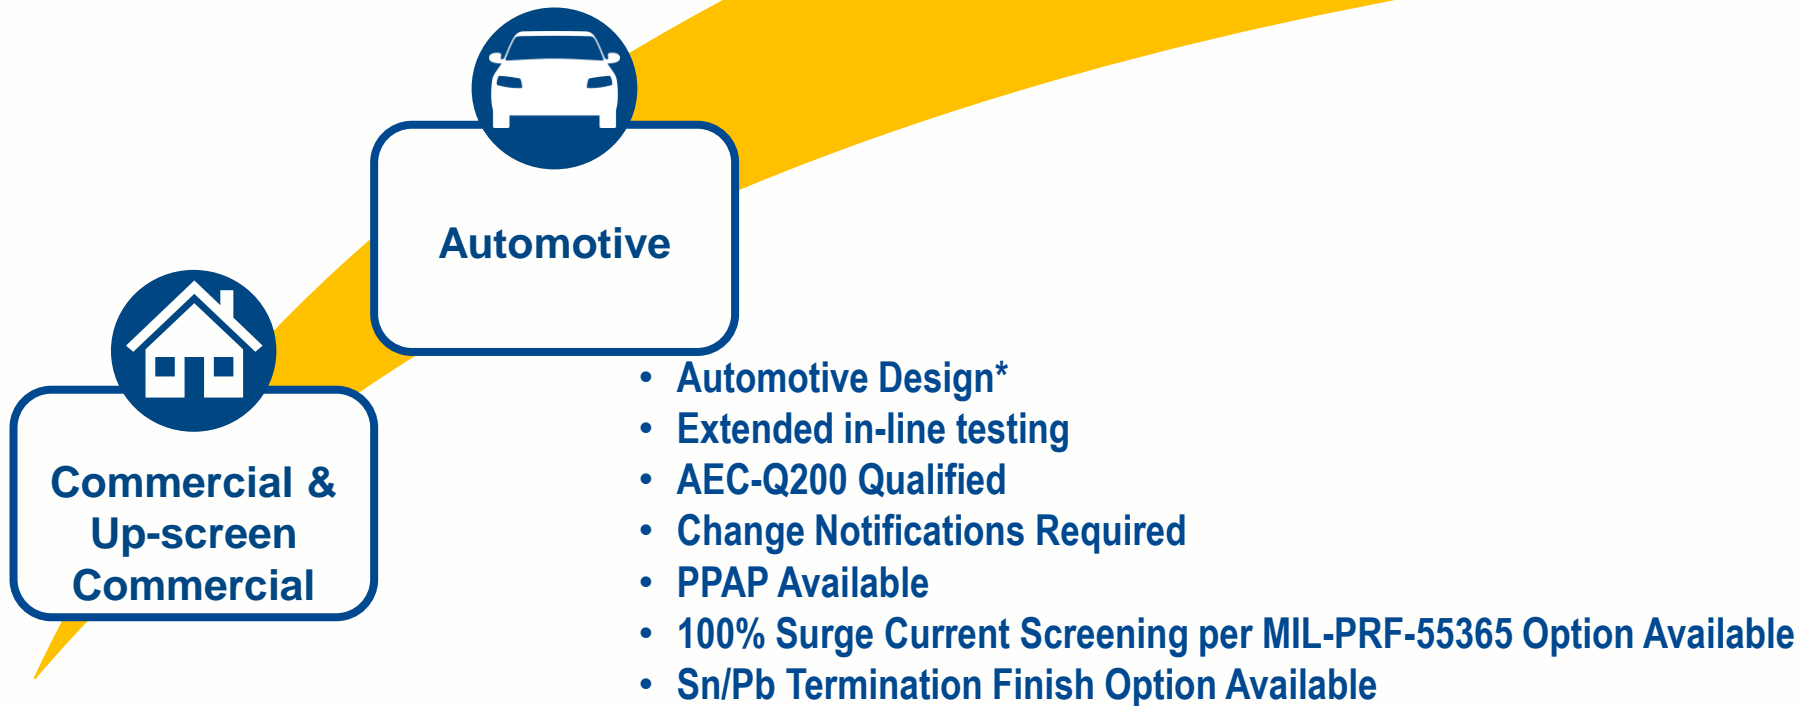 Automotive
Commercial &
Up-screen
Commercial
• Automotive Design*
• Extended in-line testing
• AEC-Q200 Qualified
• Change Notifications Required
• PPAP Available
• 100% Surge Current Screening per MIL-PRF-55365 Option Available
• Sn/Pb Termination Finish Option Available